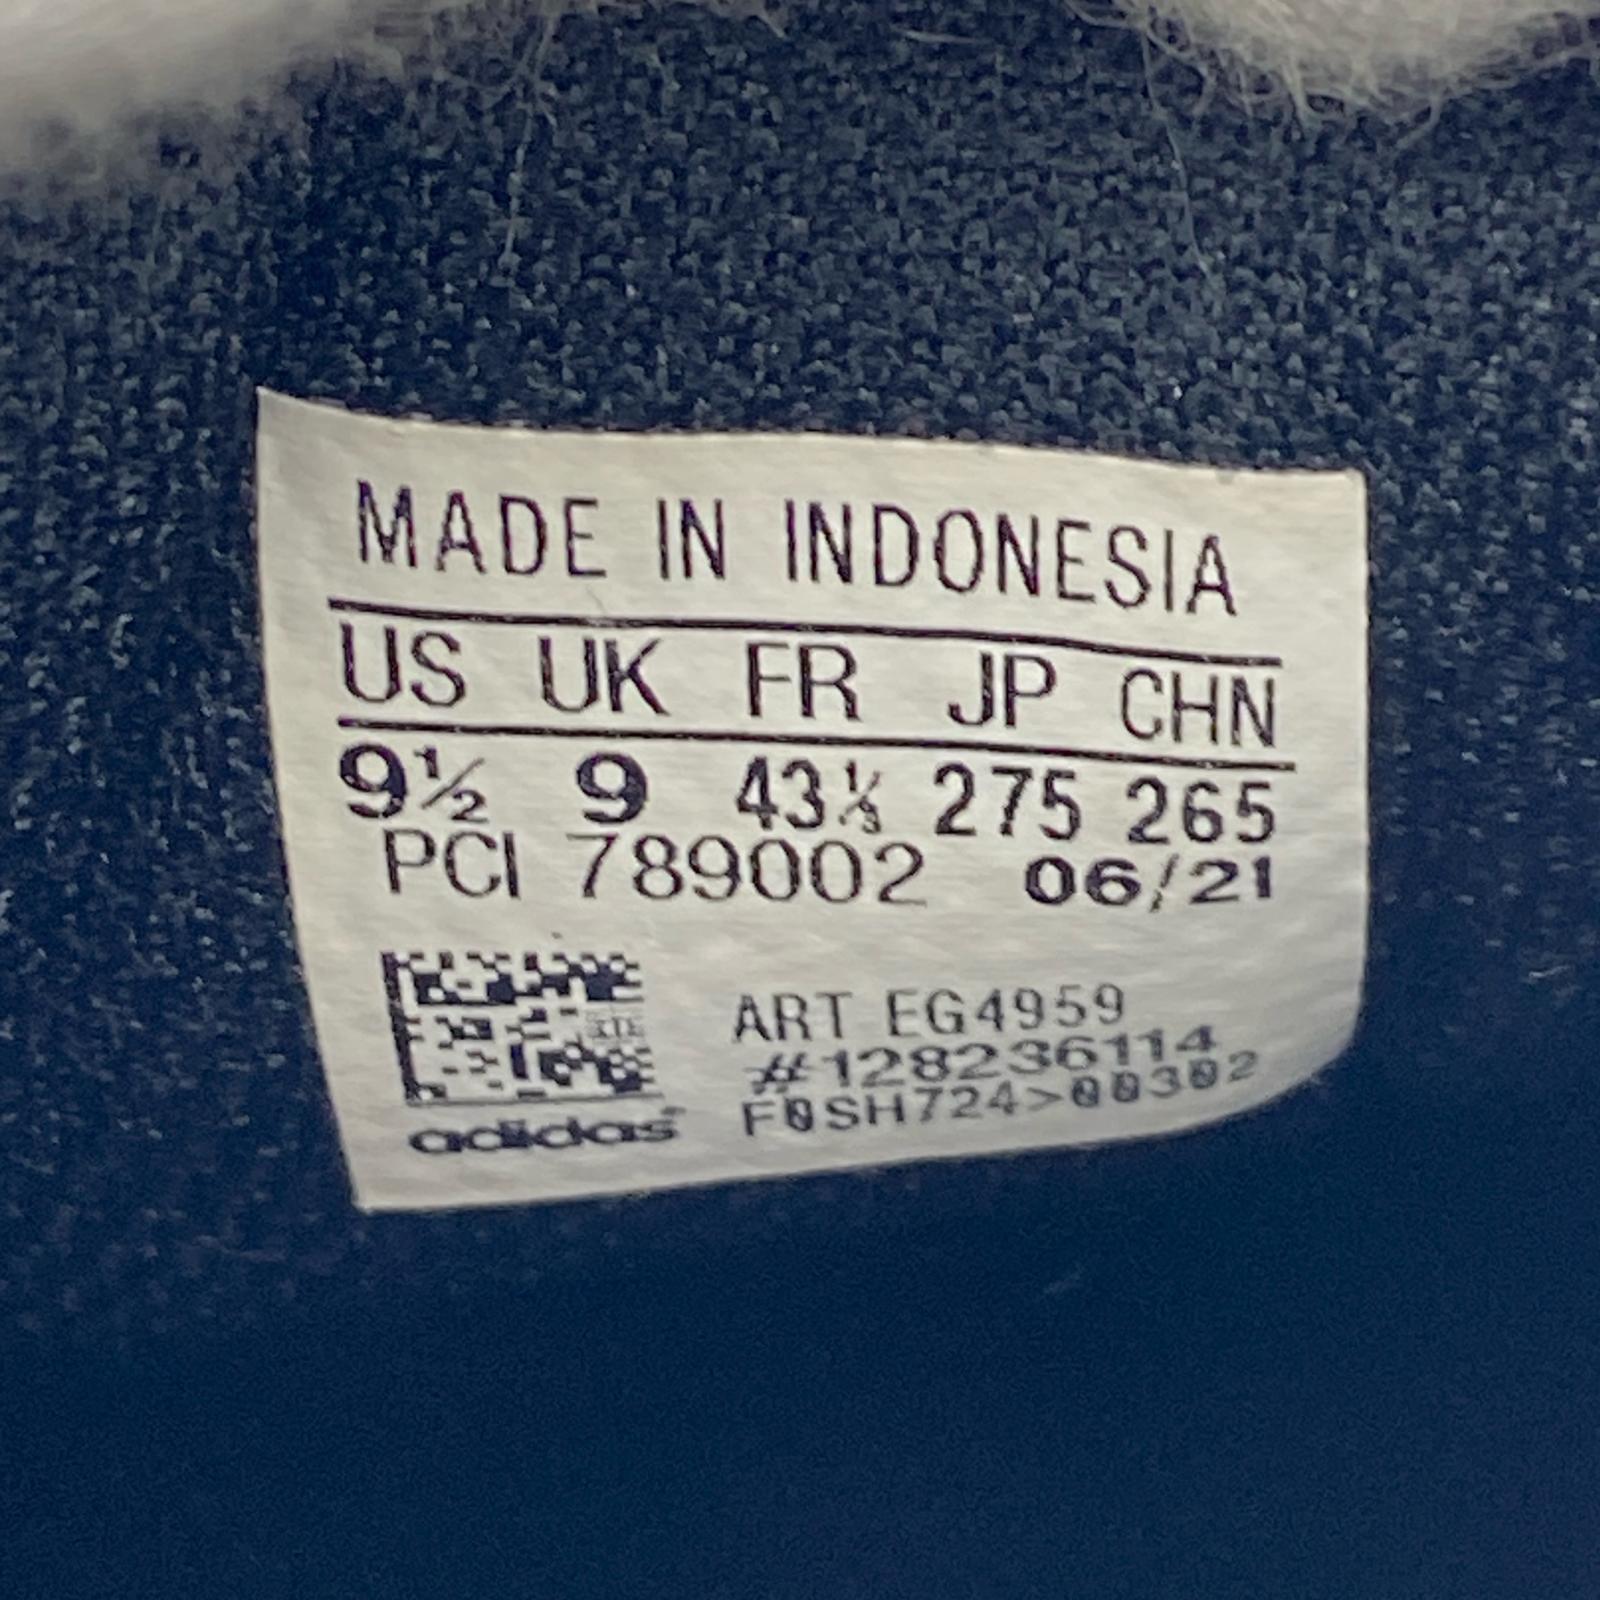 MADE IN INDONESIA
US UK FR JP CHN
9½ 9 43⅓ 275 265
PCI 789002 06/21
ART EG4959
#128236114
F0SH724>00302
adidas